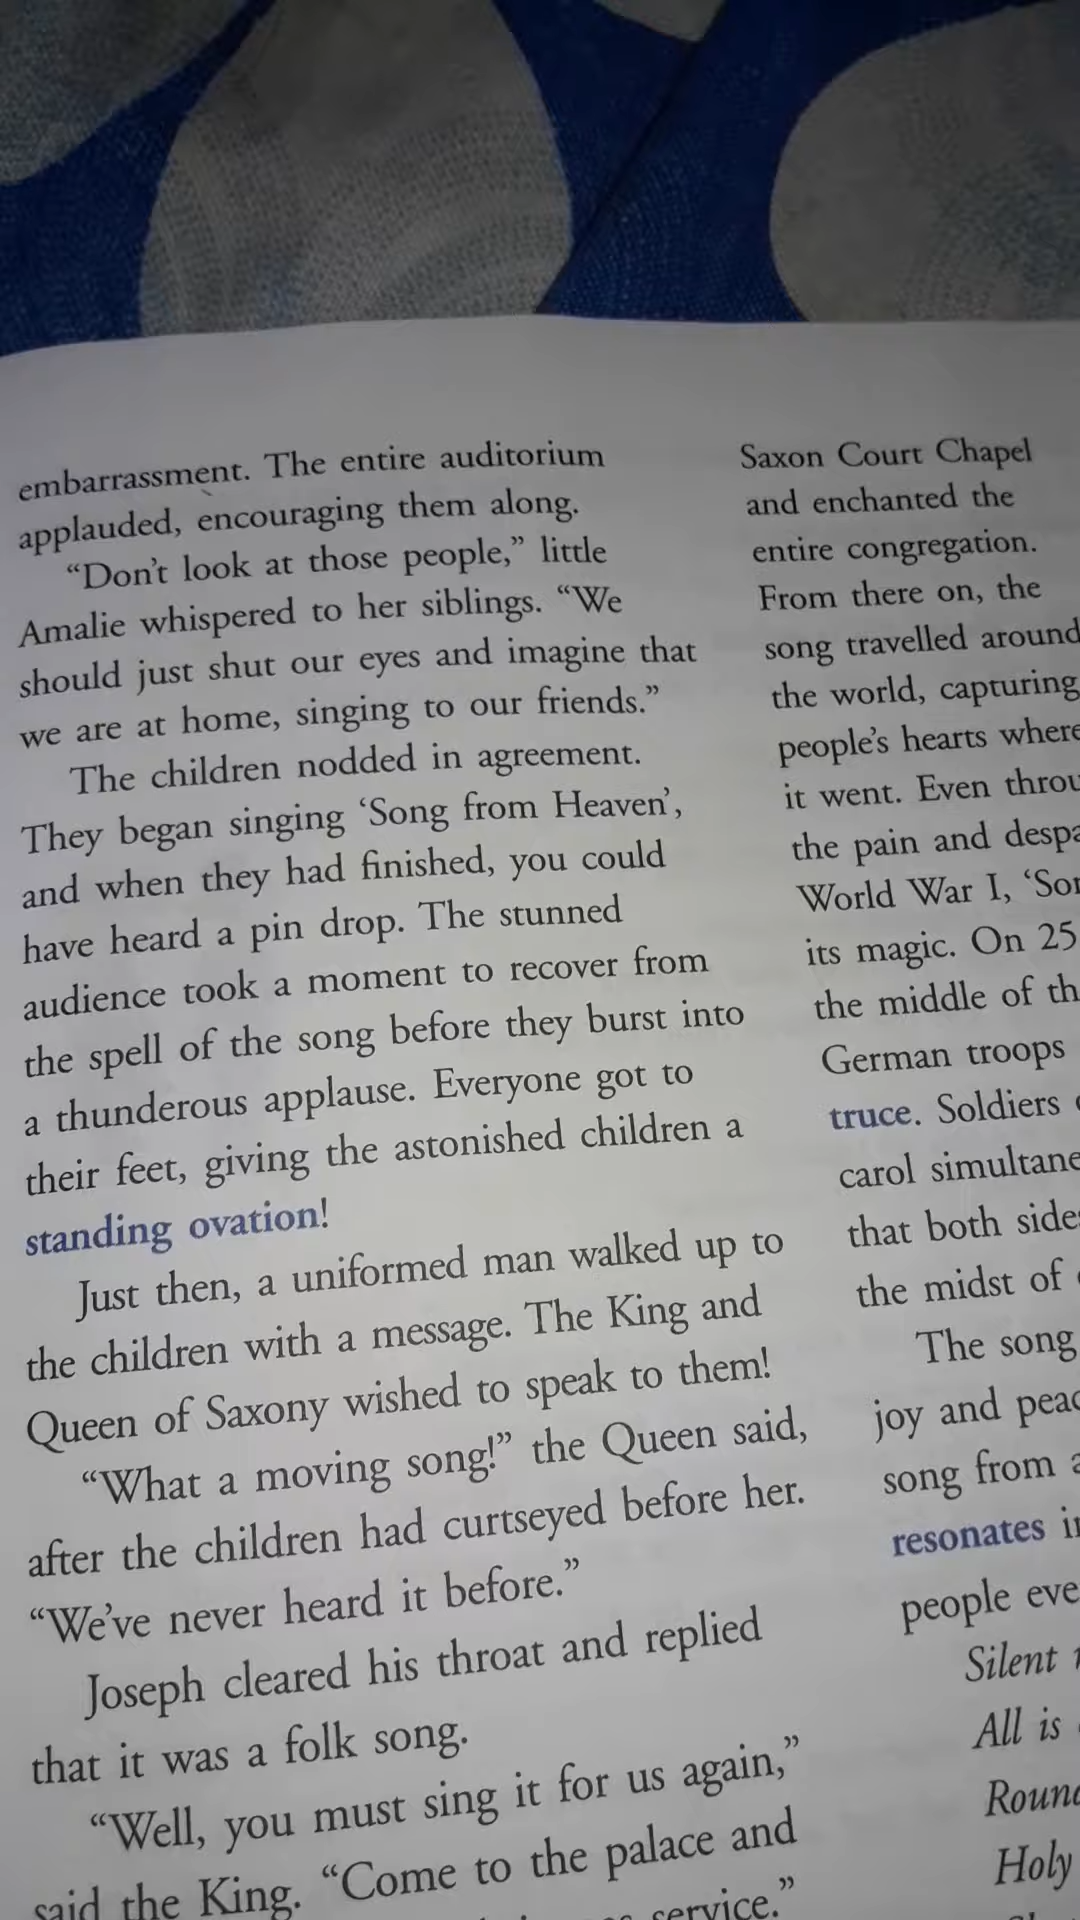 embarrassment. The entire auditorium
applauded, encouraging them along.
“Don’t look at those people,” little
Amalie whispered to her siblings. “We
should just shut our eyes and imagine that
we are at home, singing to our friends.”
The children nodded in agreement.
They began singing ‘Song from Heaven’,
and when they had finished, you could
have heard a pin drop. The stunned
audience took a moment to recover from
the spell of the song before they burst into
a thunderous applause. Everyone got to
their feet, giving the astonished children a
standing ovation!
Just then, a uniformed man walked up to
the children with a message. The King and
Queen of Saxony wished to speak to them!
“What a moving song!” the Queen said,
after the children had curtseyed before her.
“We’ve never heard it before.”
Joseph cleared his throat and replied
that it was a folk song.
“Well, you must sing it for us again,”
said the King. “Come to the palace and
service.”
Saxon Court Chapel
and enchanted the
entire congregation.
From there on, the
song travelled around
the world, capturing
people’s hearts where
it went. Even
the pain and
World War I,
its magic. On 25
the middle of
German troops
truce. Soldiers
carol
that both
the midst of
The song
joy and
song from
resonates
people
Silent
All is
Holy